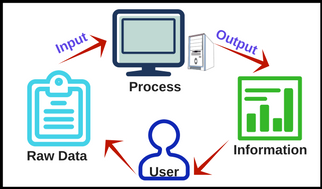 Input
Output
Process
Raw Data
Information
User